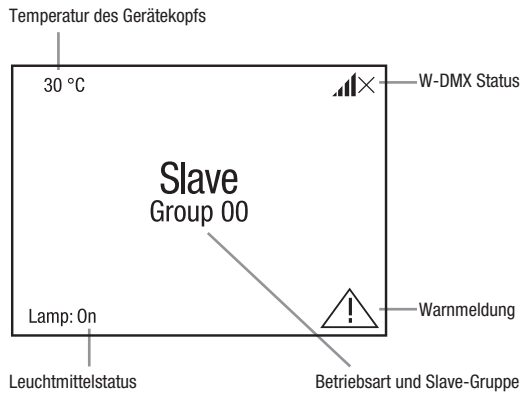 Temperatur des Gerätekopfs
30 °C
W-DMX Status
Slave
Group 00
Lamp: On
Warnmeldung
Leuchtmittelstatus
Betriebsart und Slave-Gruppe